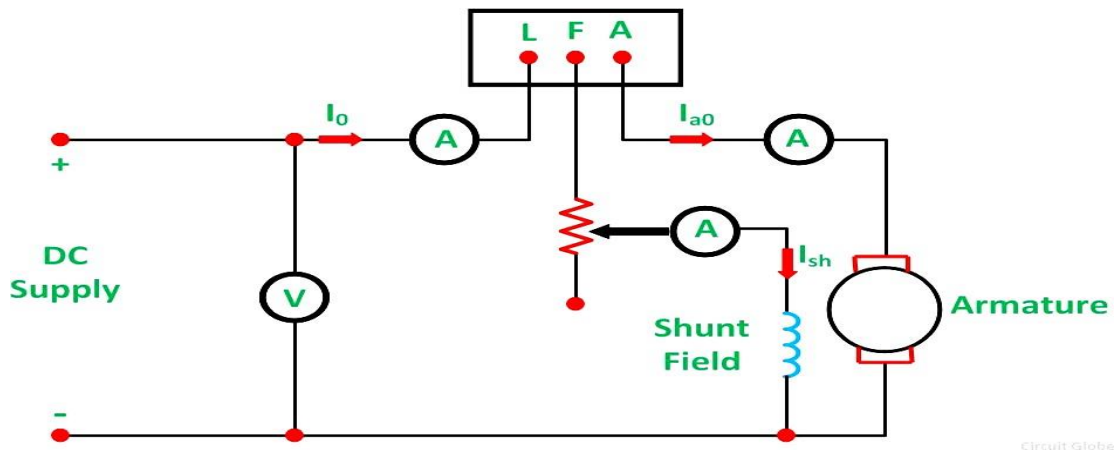 L F A
I₀
A
Iₐ₀
A
+
A
DC
Supply
V
Iₛₕ
Shunt
Field
Armature
-
Circuit Globe